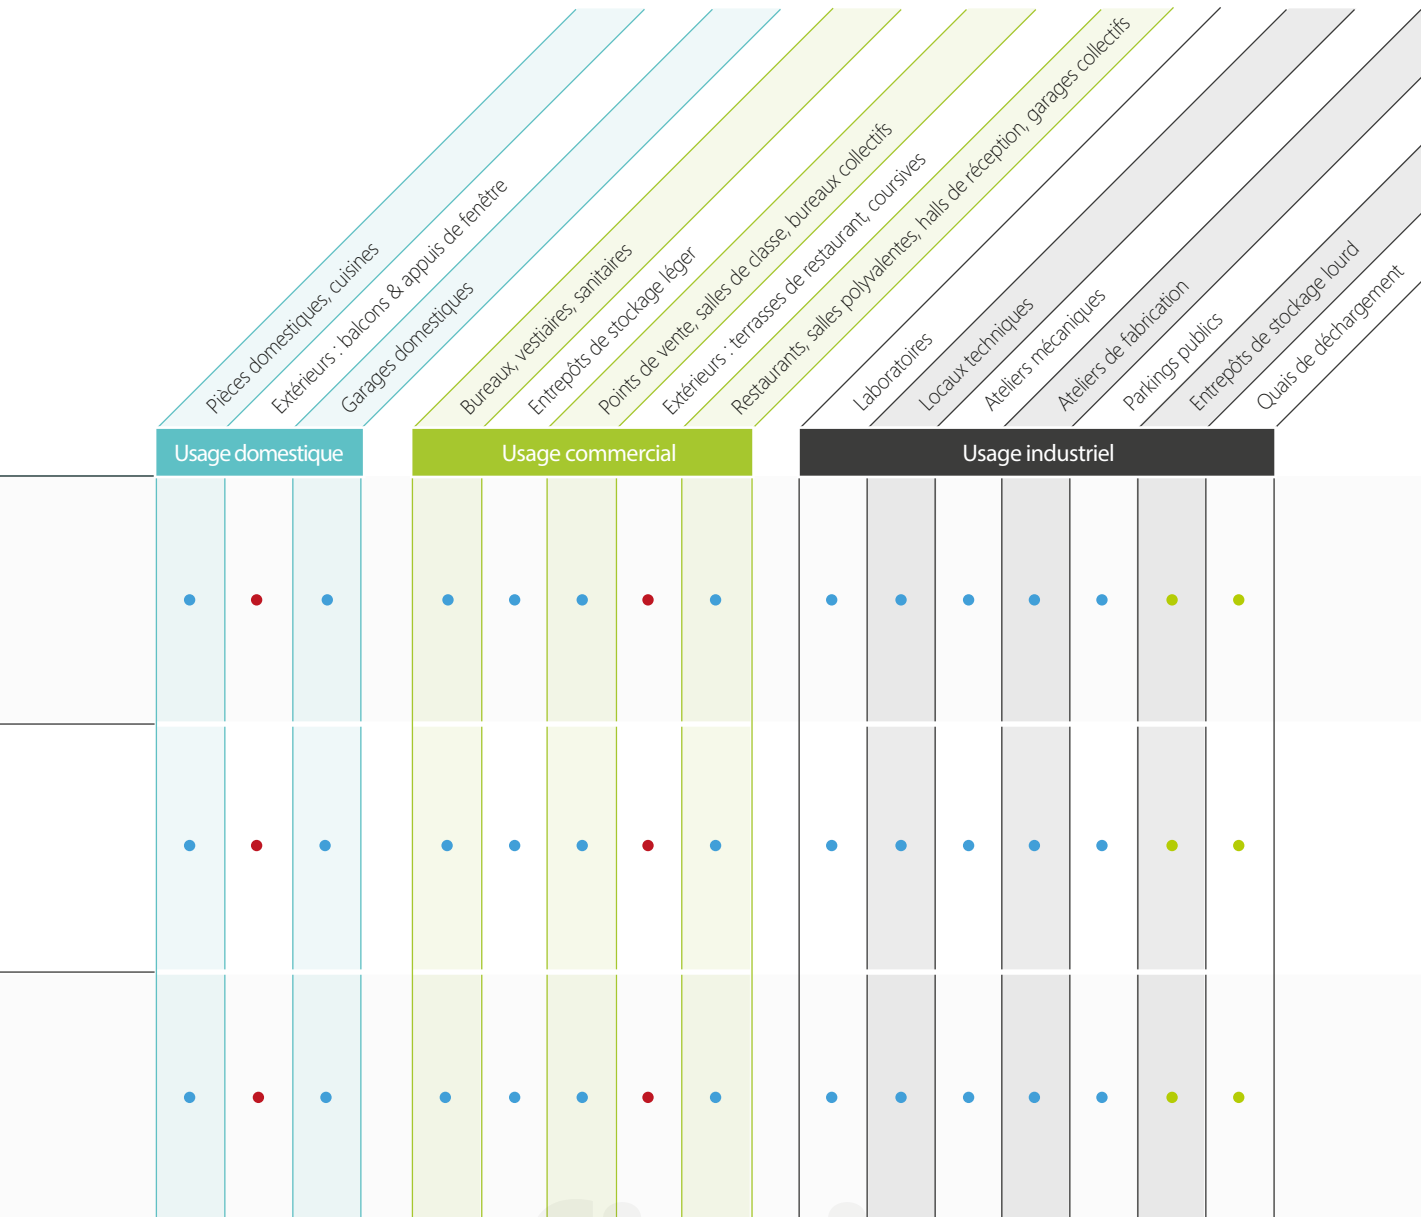 Pièces domestiques, cuisines
Extérieurs : balcons & appuis de fenêtre
Garages domestiques
Bureaux, vestiaires, sanitaires
Entrepôts de stockage léger
Points de vente, salles de classe, bureaux collectifs
Extérieurs : terrasses de restaurant, coursives
Restaurants, salles polyvalentes, halls de réception, garages collectifs
Laboratoires
Locaux techniques
Ateliers mécaniques
Ateliers de fabrication
Parkings publics
Entrepôts de stockage lourd
Quais de déchargement
Usage domestique
Usage commercial
Usage industriel